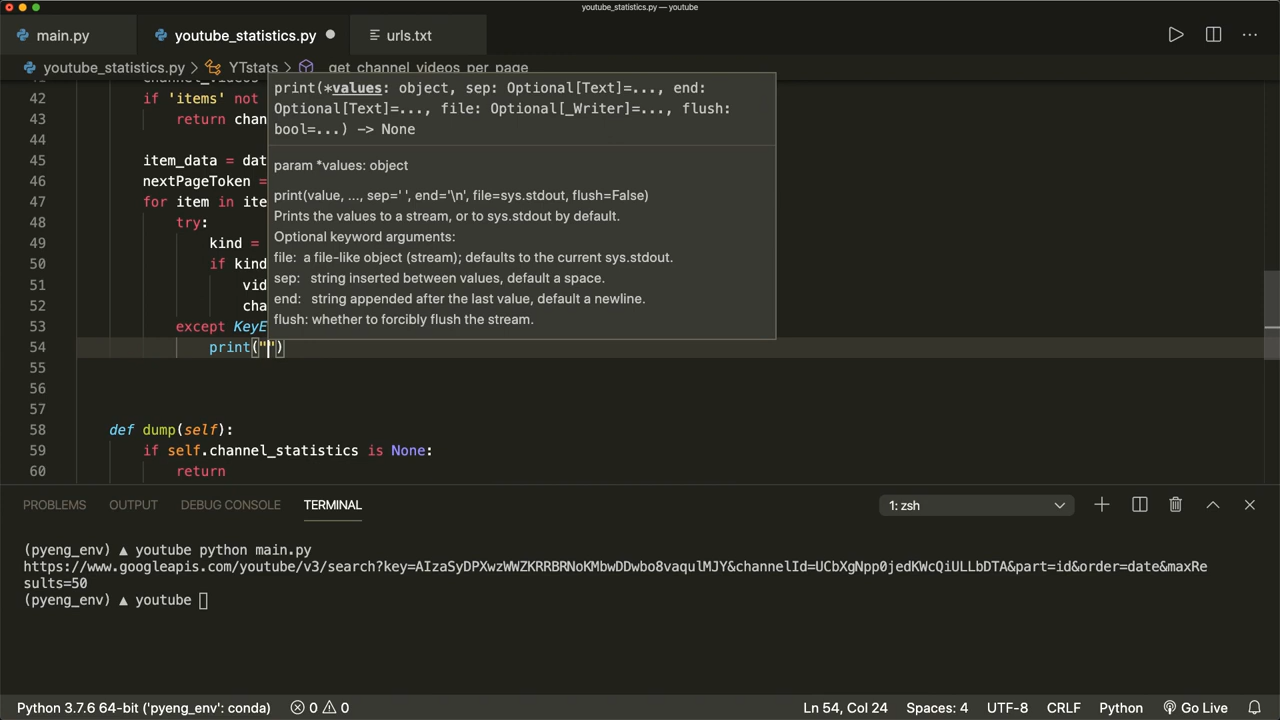 youtube_statistics.py — youtube
main.py
youtube_statistics.py
urls.txt
youtube_statistics.py > YTstats > _get_channel_videos_per_page
print(*values: object, sep: Optional[Text]=..., end:
Optional[Text]=..., file: Optional[_Writer]=..., flush:
bool=...) -> None
param *values: object
print(value, ..., sep=' ', end='\n', file=sys.stdout, flush=False)
Prints the values to a stream, or to sys.stdout by default.
Optional keyword arguments:
file: a file-like object (stream); defaults to the current sys.stdout.
sep: string inserted between values, default a space.
end: string appended after the last value, default a newline.
flush: whether to forcibly flush the stream.
42 if 'items' not
43 return chan
44
45 item_data = dat
46 nextPageToken =
47 for item in ite
48 try:
49 kind =
50 if kind
51 vid
52 cha
53 except KeyE
54 print("")
55
56
57
58 def dump(self):
59 if self.channel_statistics is None:
60 return
PROBLEMS OUTPUT DEBUG CONSOLE TERMINAL 1: zsh
(pyeng_env) ▲ youtube python main.py
https://www.googleapis.com/youtube/v3/search?key=AIzaSyDPXwzWWZKRRBRNoKMbwDDwbo8vaqulMJY&channelId=UCbXgNpp0jedKWcQiULLbDTA&part=id&order=date&maxRe
sults=50
(pyeng_env) ▲ youtube
Python 3.7.6 64-bit ('pyeng_env': conda) 0 0 Ln 54, Col 24 Spaces: 4 UTF-8 CRLF Python Go Live